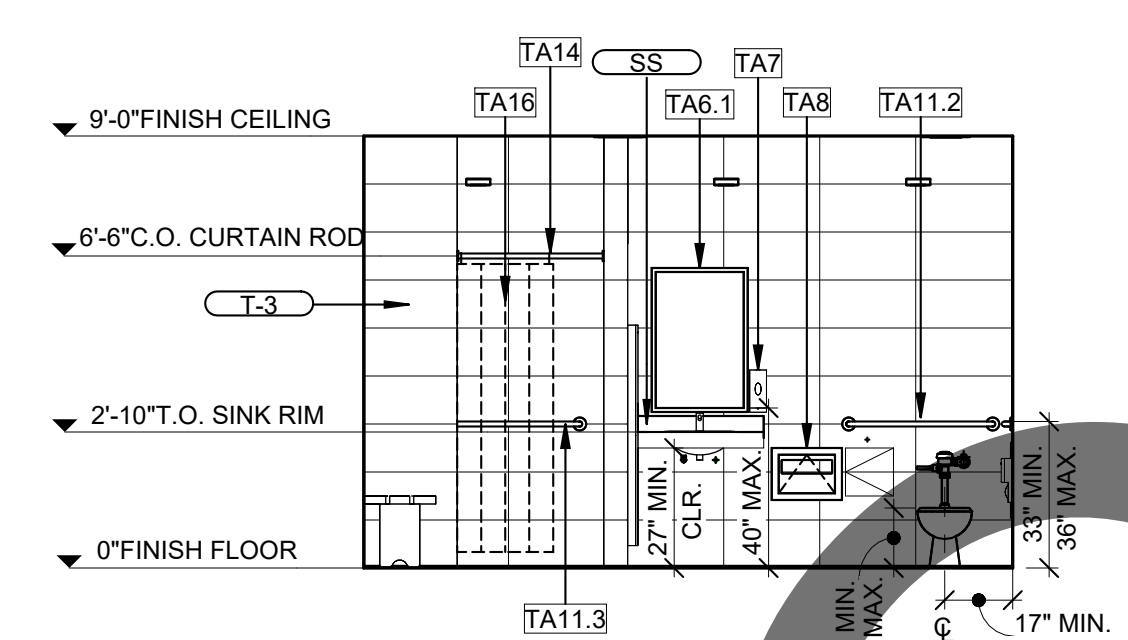 TA14
SS
TA7
TA16
TA6.1
TA8
TA11.2
9'-0"FINISH CEILING
6'-6"C.O. CURTAIN ROD
T-3
2'-10"T.O. SINK RIM
27" MIN.
CLR.
40" MAX.
33" MIN.
36" MAX.
0"FINISH FLOOR
MIN.
MAX.
TA11.3
℄
17" MIN.